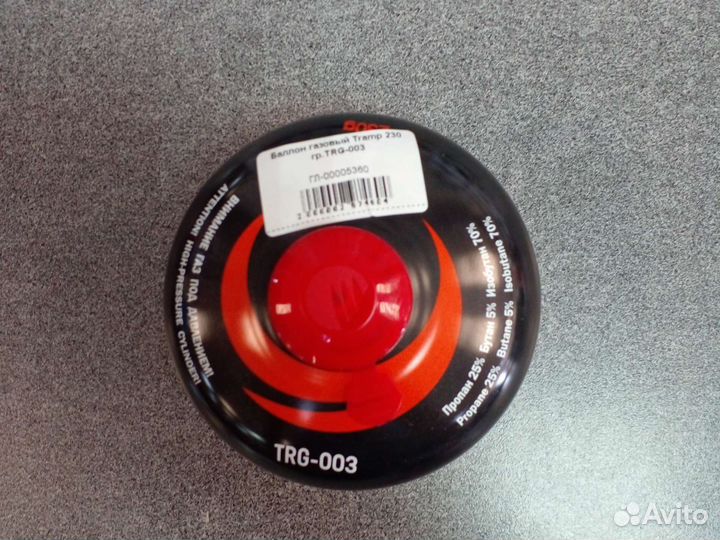 Баллон газовый Tramp 230
гр.TRG-003
ГЛ-00005360
ВНИМАНИЕ ГАЗ ПОД ДАВЛЕНИЕМ!
ATTENTION! HIGH-PRESSURE CYLINDER!
Пропан 25% Бутан 5% Изобутан 70%
Propane 25% Butane 5% Isobutane 70%
TRG-003
Avito